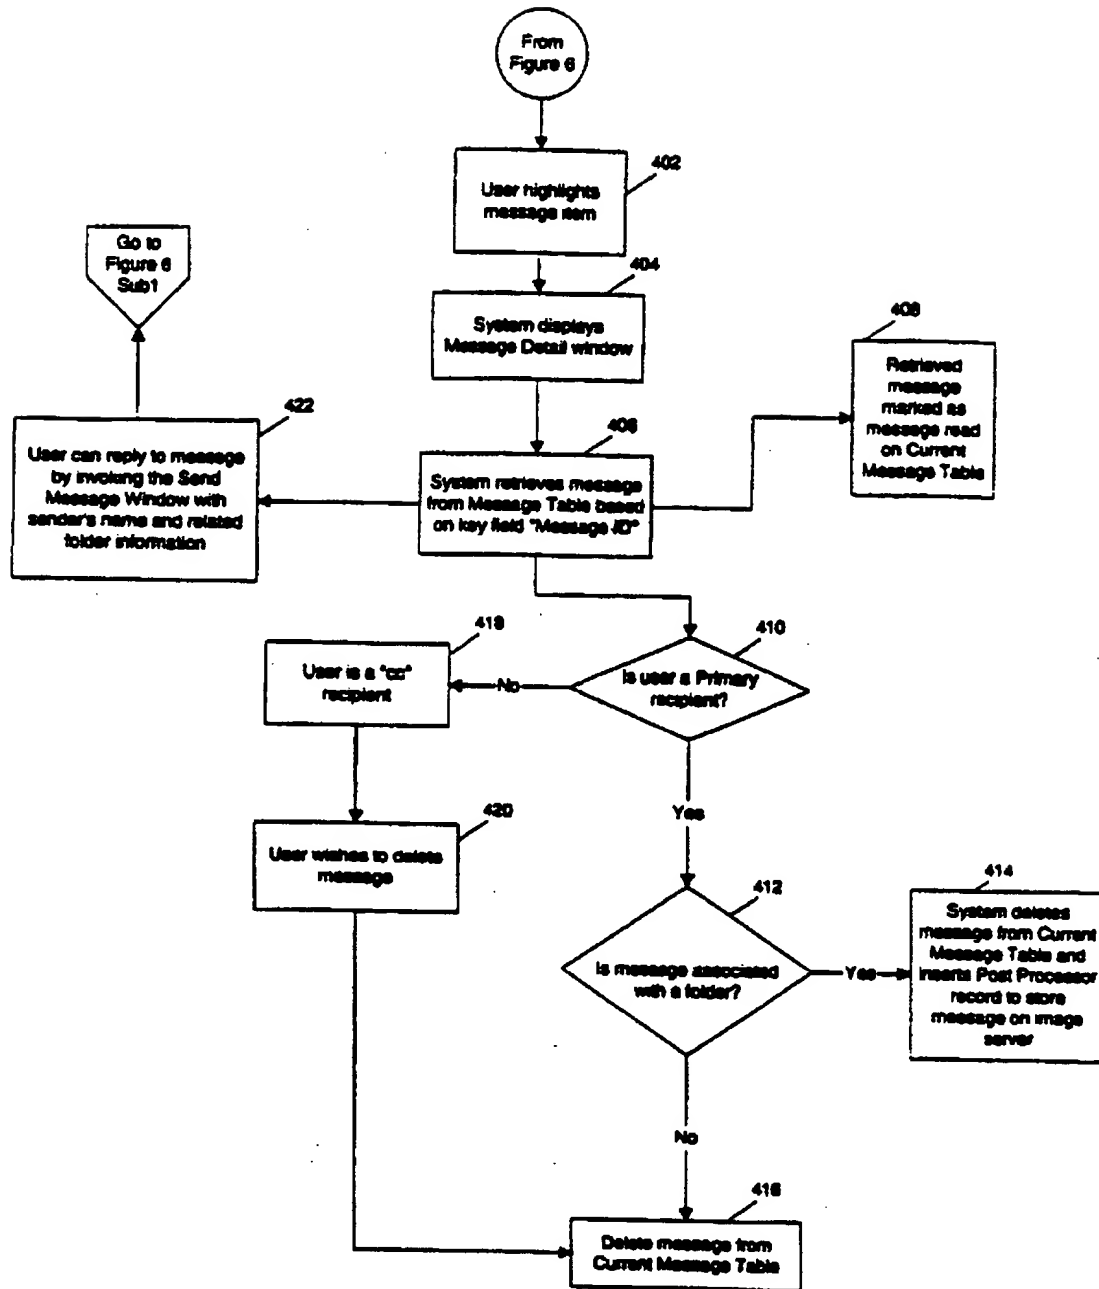 From
Figure 6
402
User highlights
message item
404
System displays
Message Detail window
Go to
Figure 6
Sub1
408
Retrieved
message
marked as
message read
on Current
Message Table
422
User can reply to message
by invoking the Send
Message Window with
sender's name and related
folder information
406
System retrieves message
from Message Table based
on key field "Message ID"
410
Is user a Primary
recipient?
No
418
User is a "cc"
recipient
Yes
420
User wishes to delete
message
412
Is message associated
with a folder?
Yes
414
System deletes
message from Current
Message Table and
inserts Post Processor
record to store
message on image
server
No
416
Delete message from
Current Message Table